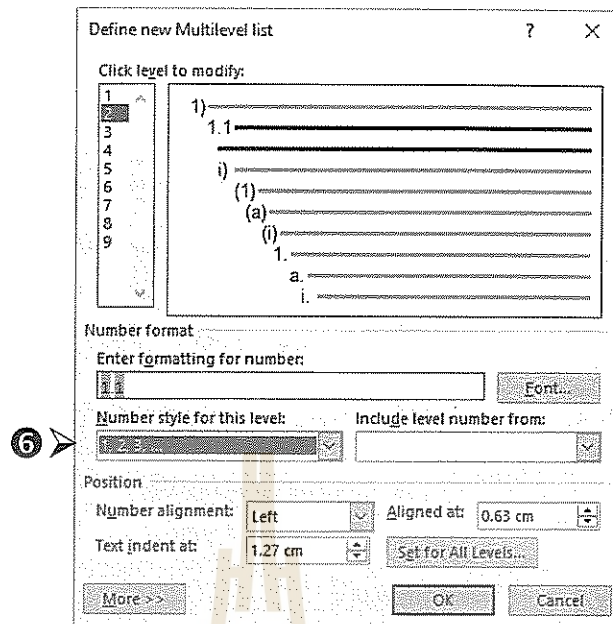 Define new Multilevel list ? ×
Click level to modify:
1
2
3
4
5
6
7
8
9
1)
1.1
i)
(1)
(a)
(i)
1.
a.
i.
Number format
Enter formatting for number:
1.1
Font...
Number style for this level: Include level number from:
6
1, 2, 3, ...
Position
Number alignment: Left Aligned at: 0.63 cm
Text indent at: 1.27 cm Set for All Levels...
More >> OK Cancel